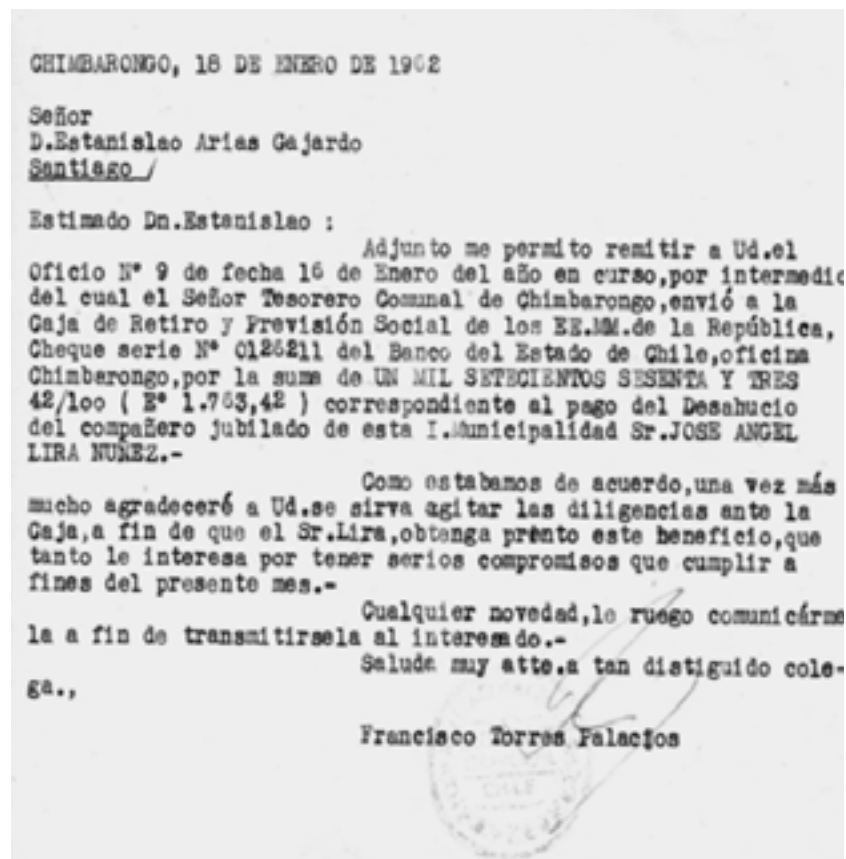 CHIMBARONGO, 18 DE ENERO DE 1962
Señor
D.Estanislao Arias Gajardo
Santiago /
Estimado Dn.Estanislao :
Adjunto me permito remitir a Ud.el
Oficio N° 9 de fecha 16 de Enero del año en curso,por intermedio
del cual el Señor Tesorero Comunal de Chimbarongo,envió a la
Caja de Retiro y Previsión Social de los EE.MM.de la República,
Cheque serie N° 0126211 del Banco del Estado de Chile,oficina
Chimbarongo,por la suma de UN MIL SETECIENTOS SESENTA Y TRES
42/1oo ( E° 1.763,42 ) correspondiente al pago del Desahucio
del compañero jubilado de esta I.Municipalidad Sr.JOSE ANGEL
LIRA NUÑEZ.-
Como estabamos de acuerdo,una vez más
mucho agradeceré a Ud.se sirva agitar las diligencias ante la
Caja,a fin de que el Sr.Lira,obtenga pronto este beneficio,que
tanto le interesa por tener serios compromisos que cumplir a
fines del presente mes.-
Cualquier novedad,le ruego comunicárme
la a fin de transmitirsela al interesado.-
Saluda muy atte.a tan distiguido cole-
ga.,
Francisco Torres Palacios
CHILE